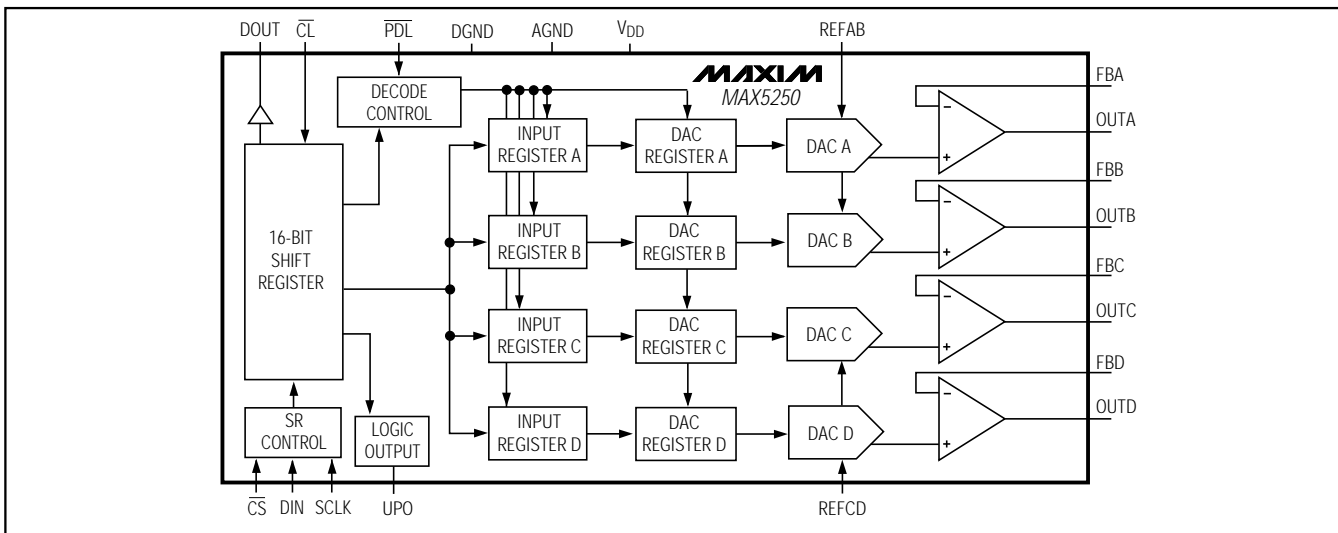 DOUT CL PDL DGND AGND VDD REFAB
MAXIM
MAX5250
FBA
DECODE
CONTROL
INPUT
REGISTER A
DAC
REGISTER A
DAC A
OUTA
FBB
16-BIT
SHIFT
REGISTER
INPUT
REGISTER B
DAC
REGISTER B
DAC B
OUTB
FBC
INPUT
REGISTER C
DAC
REGISTER C
DAC C
OUTC
FBD
SR
CONTROL
LOGIC
OUTPUT
INPUT
REGISTER D
DAC
REGISTER D
DAC D
OUTD
CS DIN SCLK UPO REFCD